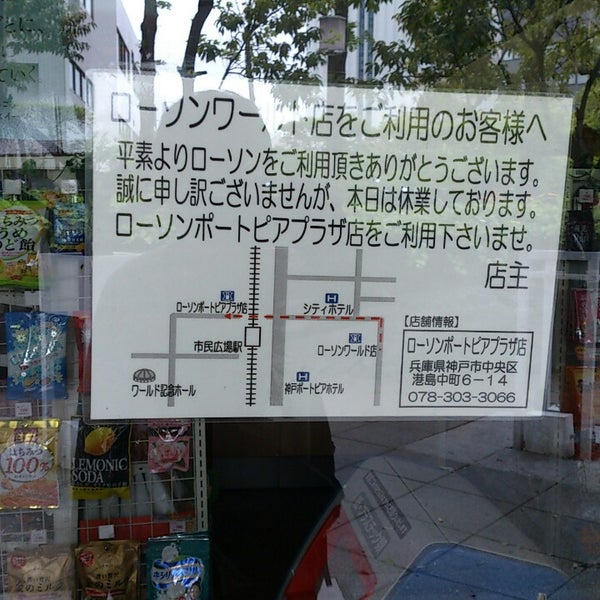 ローソンワールド店をご利用のお客様へ
平素よりローソンをご利用頂きありがとうございます。
誠に申し訳ございませんが、本日は休業しております。
ローソンポートピアプラザ店をご利用下さいませ。
店主
ローソンポートピアプラザ店
シティホテル
市民広場駅
ローソンワールド店
ワールド記念ホール
神戸ポートピアホテル
【店舗情報】
ローソンポートピアプラザ店
兵庫県神戸市中央区
港島中町6-14
078-303-3066
はちみつ
100%
LEMONIC
SODA